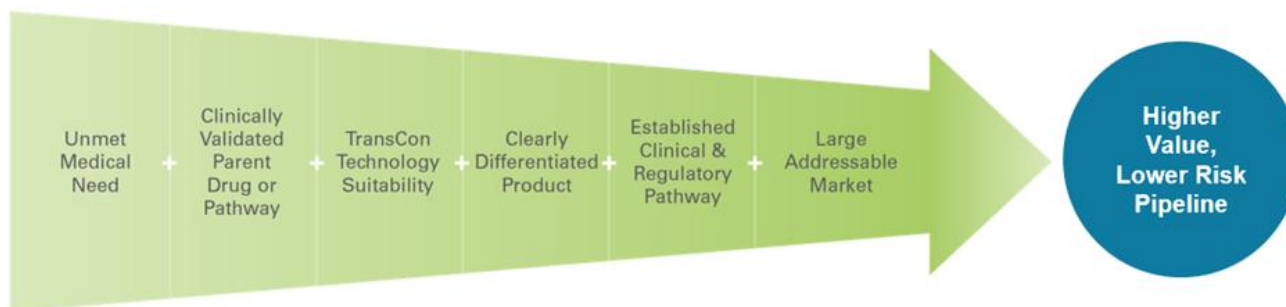 Unmet
Medical
Need
+
Clinically
Validated
Parent
Drug or
Pathway
+
TransCon
Technology
Suitability
+
Clearly
Differentiated
Product
+
Established
Clinical &
Regulatory
Pathway
+
Large
Addressable
Market
Higher
Value,
Lower Risk
Pipeline